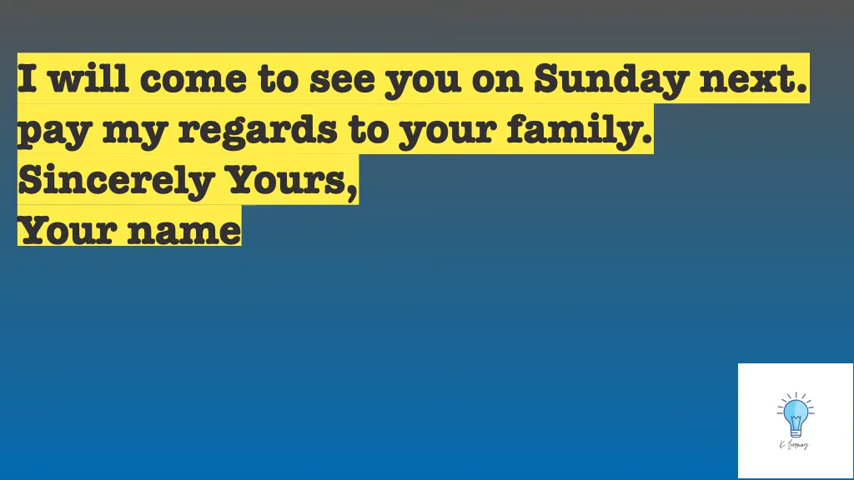 I will come to see you on Sunday next.
pay my regards to your family.
Sincerely Yours,
Your name